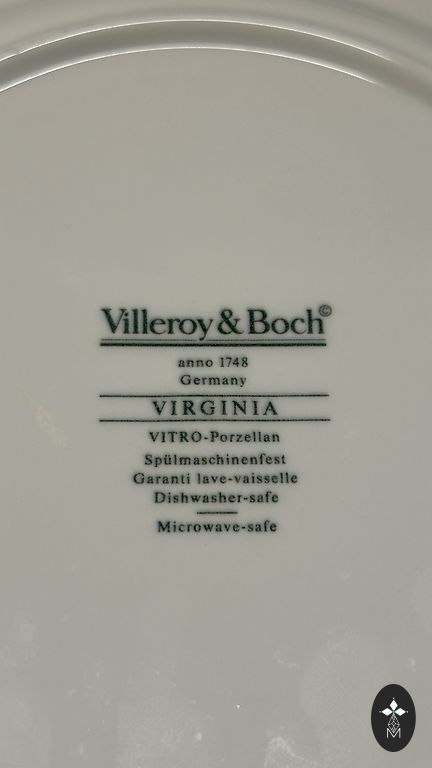 Villeroy & Boch©
anno 1748
Germany
VIRGINIA
VITRO-Porzellan
Spülmaschinenfest
Garanti lave-vaisselle
Dishwasher-safe
Microwave-safe
M